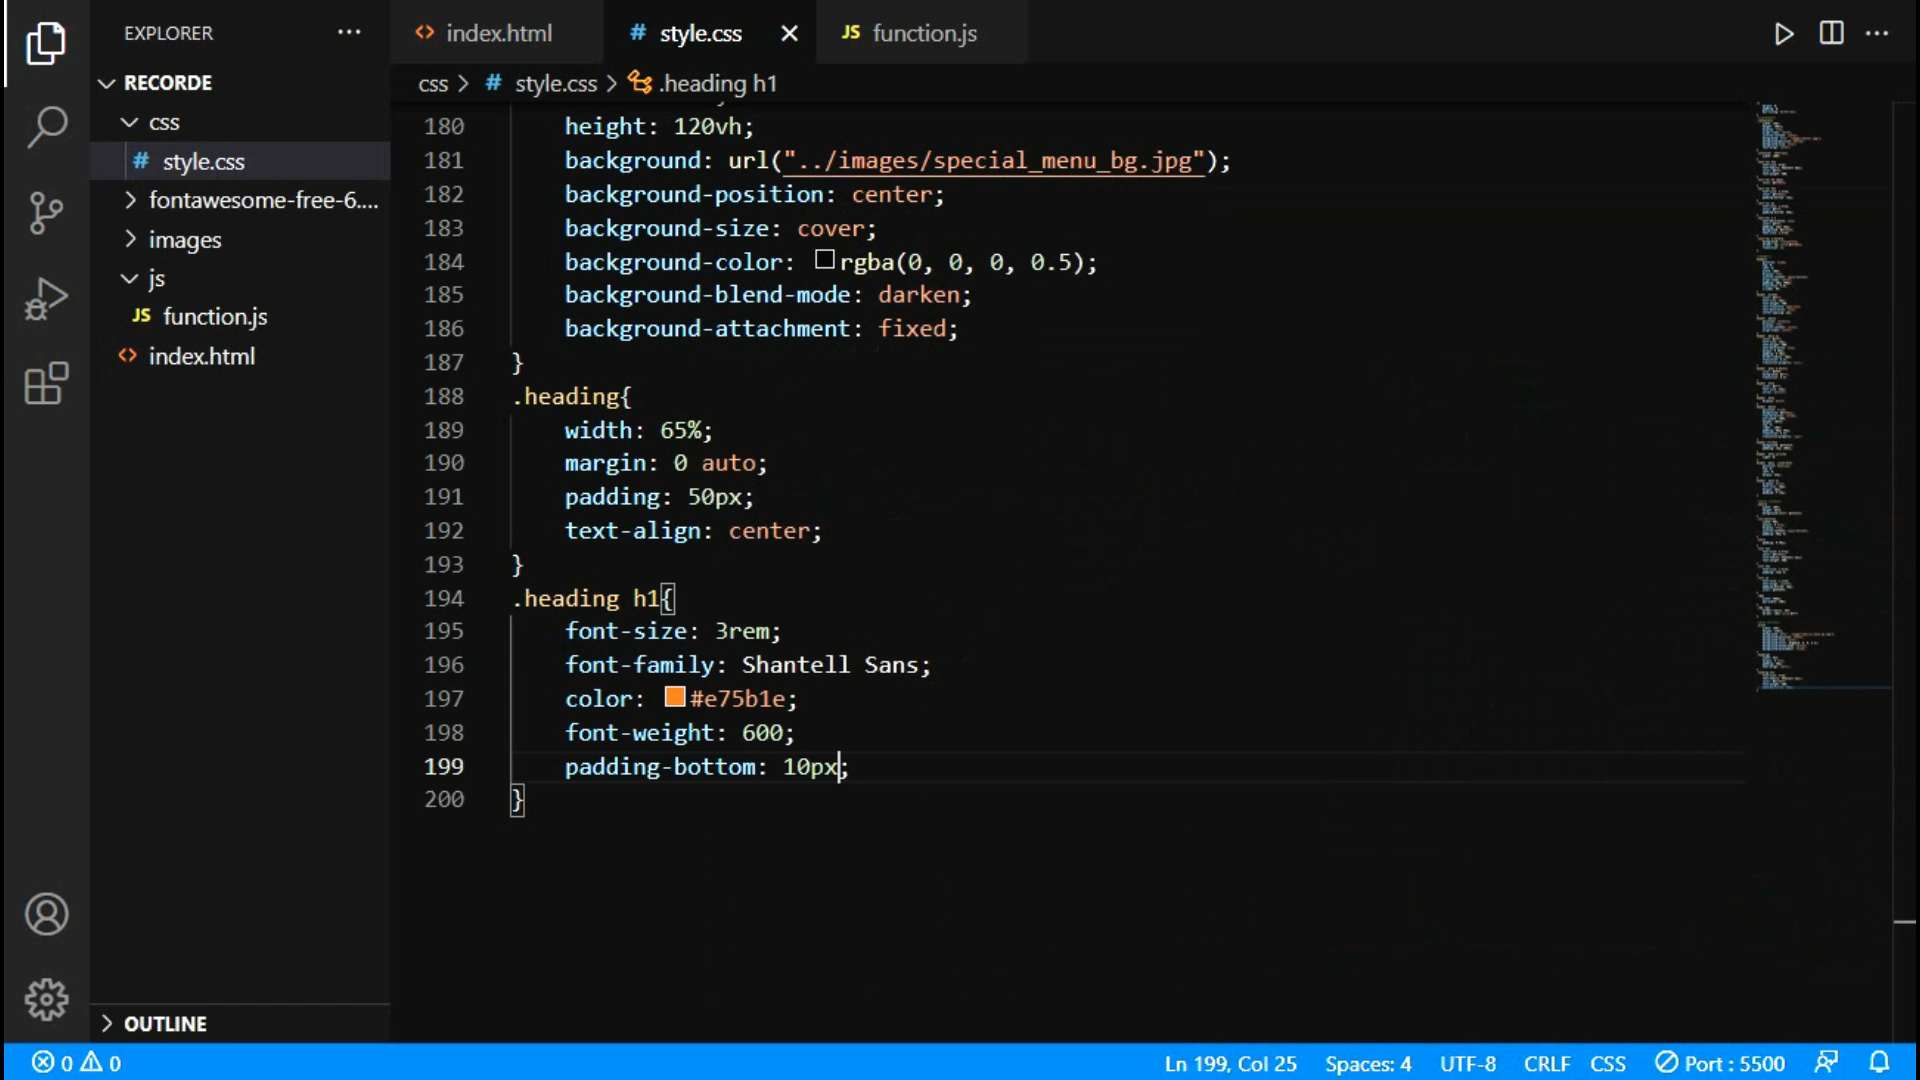 EXPLORER
RECORDE
css
# style.css
fontawesome-free-6....
images
js
JS function.js
index.html
OUTLINE
index.html
# style.css
JS function.js
css > # style.css > .heading h1
180 height: 120vh;
181 background: url("../images/special_menu_bg.jpg");
182 background-position: center;
183 background-size: cover;
184 background-color: rgba(0, 0, 0, 0.5);
185 background-blend-mode: darken;
186 background-attachment: fixed;
187 }
188 .heading{
189 width: 65%;
190 margin: 0 auto;
191 padding: 50px;
192 text-align: center;
193 }
194 .heading h1{
195 font-size: 3rem;
196 font-family: Shantell Sans;
197 color: #e75b1e;
198 font-weight: 600;
199 padding-bottom: 10px;
200 }
0 0
Ln 199, Col 25
Spaces: 4
UTF-8
CRLF
CSS
Port : 5500